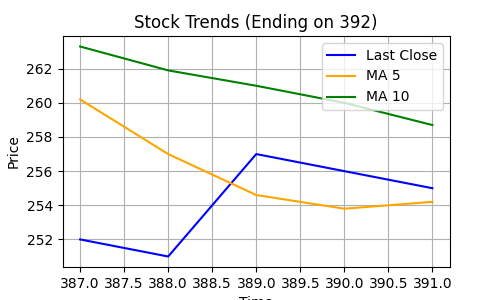 Stock Trends (Ending on 392)
Last Close
MA 5
MA 10
Price
262
260
258
256
254
252
387.0 387.5 388.0 388.5 389.0 389.5 390.0 390.5 391.0
Time